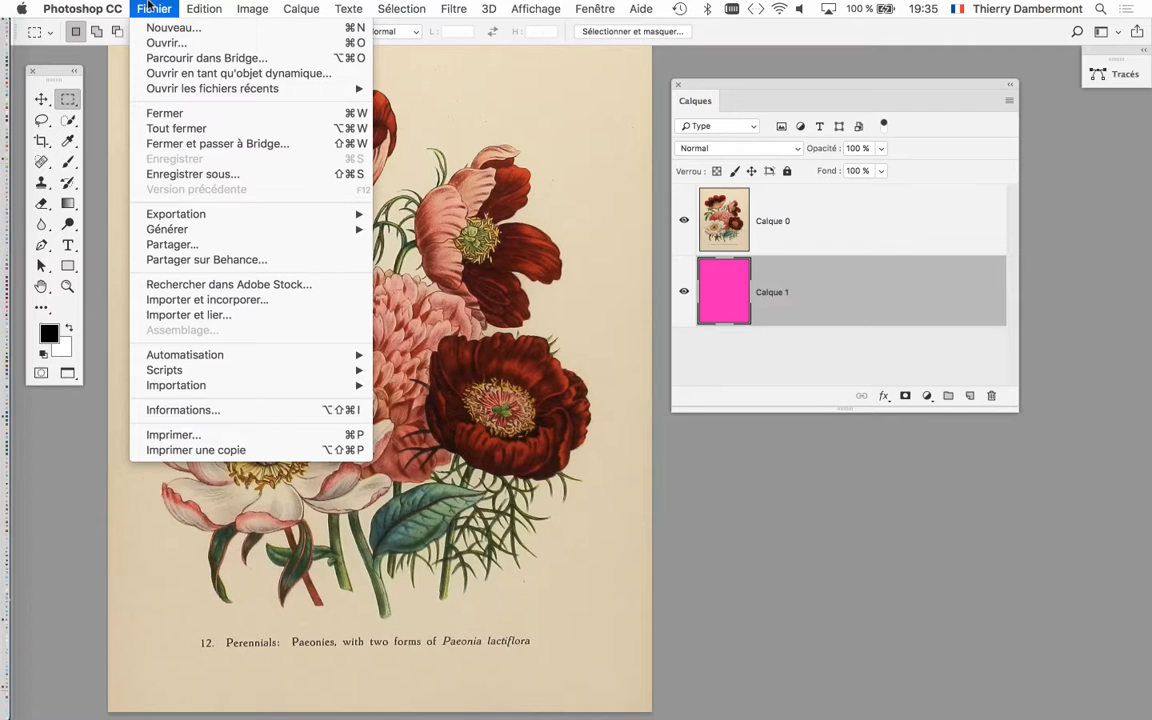 Photoshop CC Fichier Edition Image Calque Texte Sélection Filtre 3D Affichage Fenêtre Aide 100 % 19:35 Thierry Dambermont
L : H : Sélectionner et masquer...
Nouveau... ⌘N
Ouvrir... ⌘O
Parcourir dans Bridge... ⌥⌘O
Ouvrir en tant qu'objet dynamique...
Ouvrir les fichiers récents
Fermer ⌘W
Tout fermer ⌥⌘W
Fermer et passer à Bridge... ⇧⌘W
Enregistrer ⌘S
Enregistrer sous... ⇧⌘S
Version précédente F12
Exportation
Générer
Partager...
Partager sur Behance...
Rechercher dans Adobe Stock...
Importer et incorporer...
Importer et lier...
Assemblage...
Automatisation
Scripts
Importation
Informations... ⌥⇧⌘I
Imprimer... ⌘P
Imprimer une copie ⌥⇧⌘P
12. Perennials: Paeonies, with two forms of Paeonia lactiflora
Tracés
Calques
Type
Normal Opacité : 100 %
Verrou : Fond : 100 %
Calque 0
Calque 1
fx